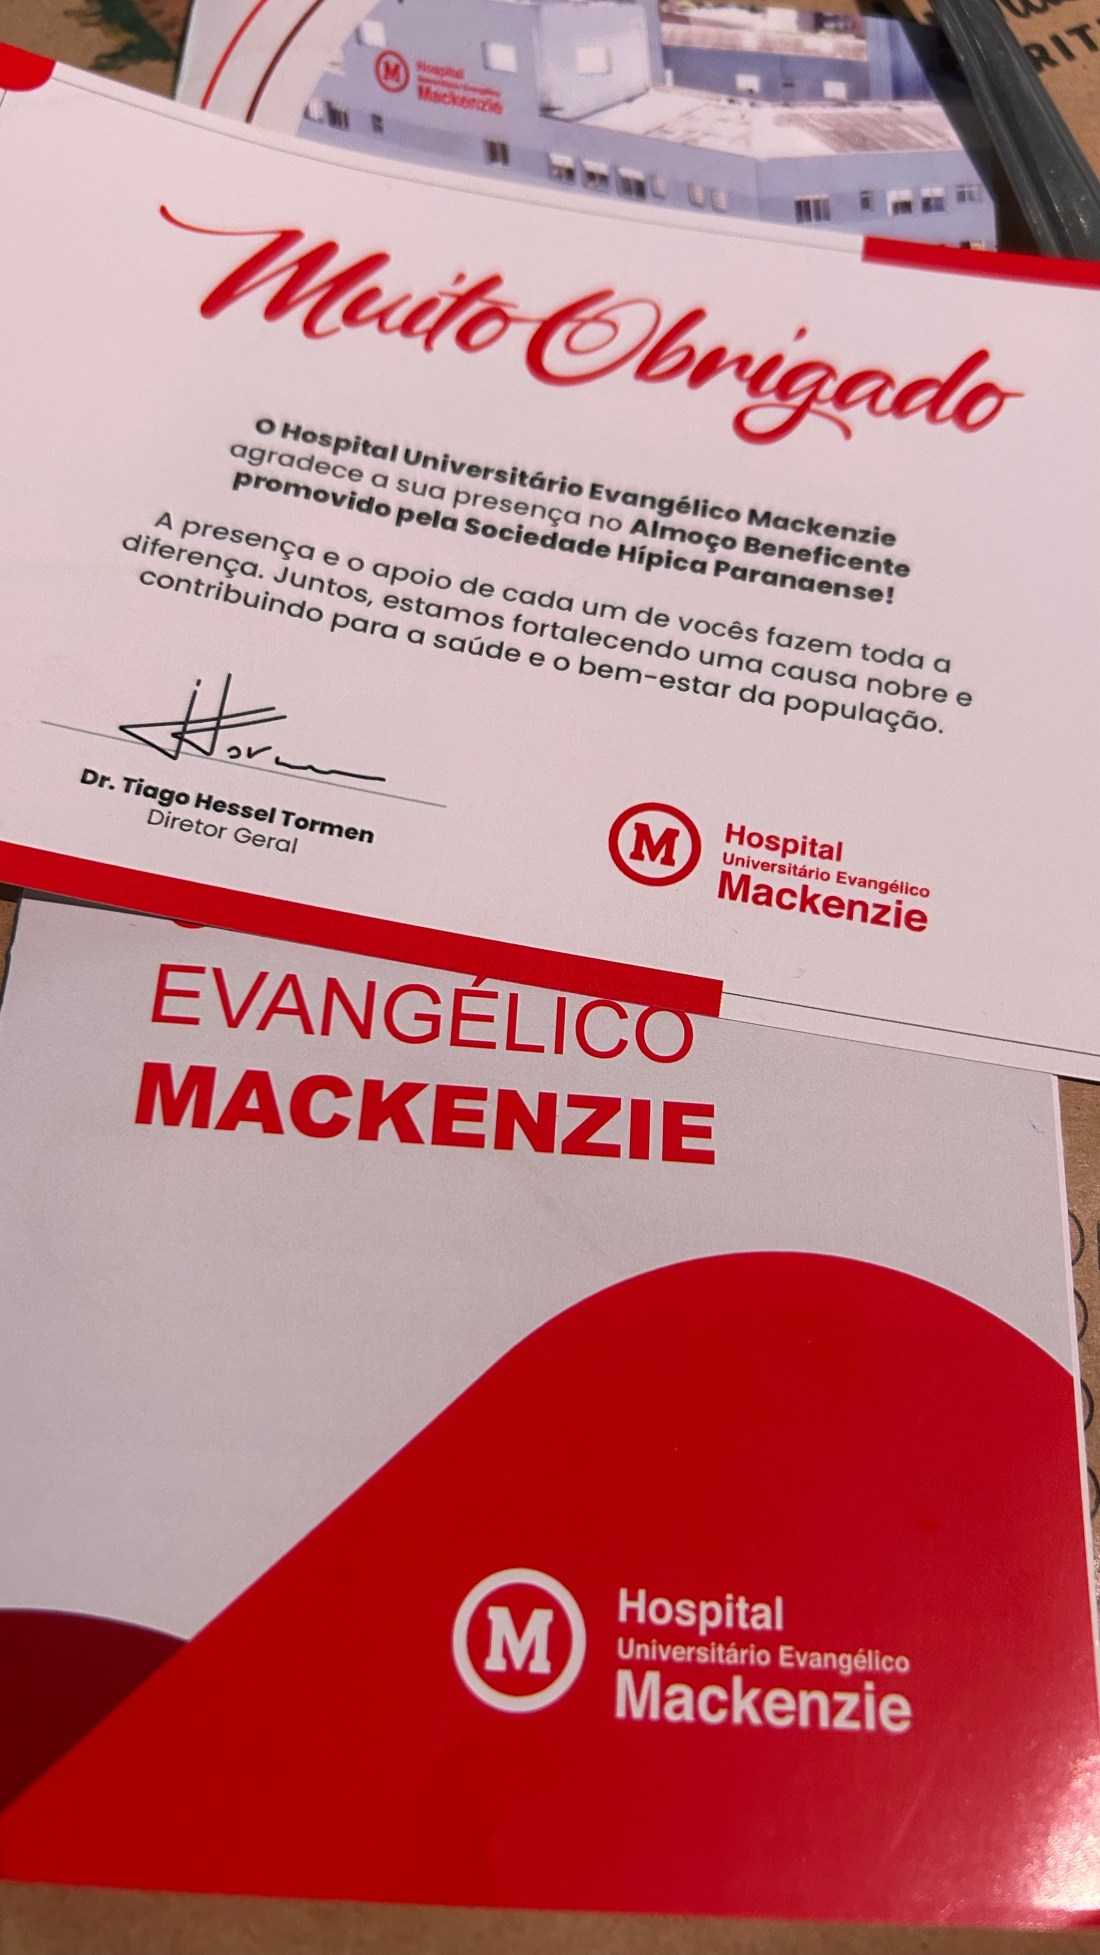 Hospital
Universitário Evangélico
Mackenzie
RIT
Muito Obrigado
O Hospital Universitário Evangélico Mackenzie
agradece a sua presença no Almoço Beneficente
promovido pela Sociedade Hípica Paranaense!
A presença e o apoio de cada um de vocês fazem toda a
diferença. Juntos, estamos fortalecendo uma causa nobre e
contribuindo para a saúde e o bem-estar da população.
Dr. Tiago Hessel Tormen
Diretor Geral
M Hospital
Universitário Evangélico
Mackenzie
EVANGÉLICO
MACKENZIE
M Hospital
Universitário Evangélico
Mackenzie